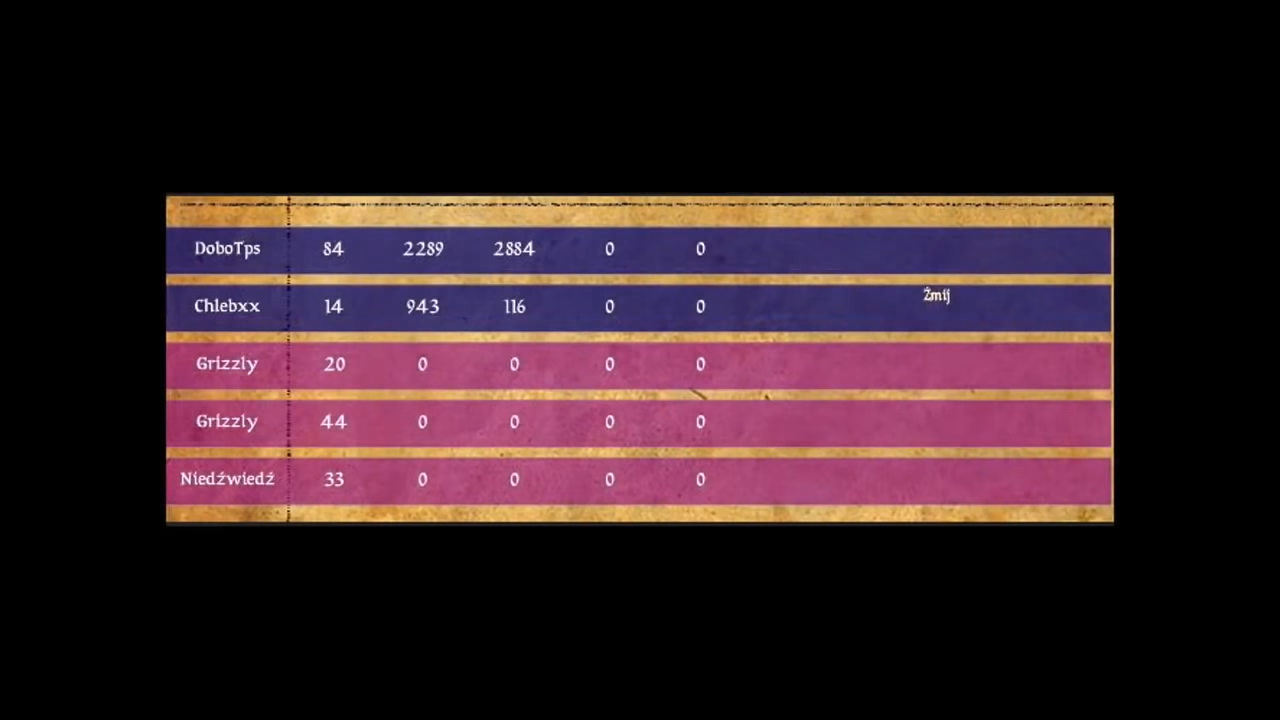 DoboTps 84 2289 2884 0 0
Chlebxx 14 943 116 0 0 Żmij
Grizzly 20 0 0 0 0
Grizzly 44 0 0 0 0
Niedźwiedź 33 0 0 0 0